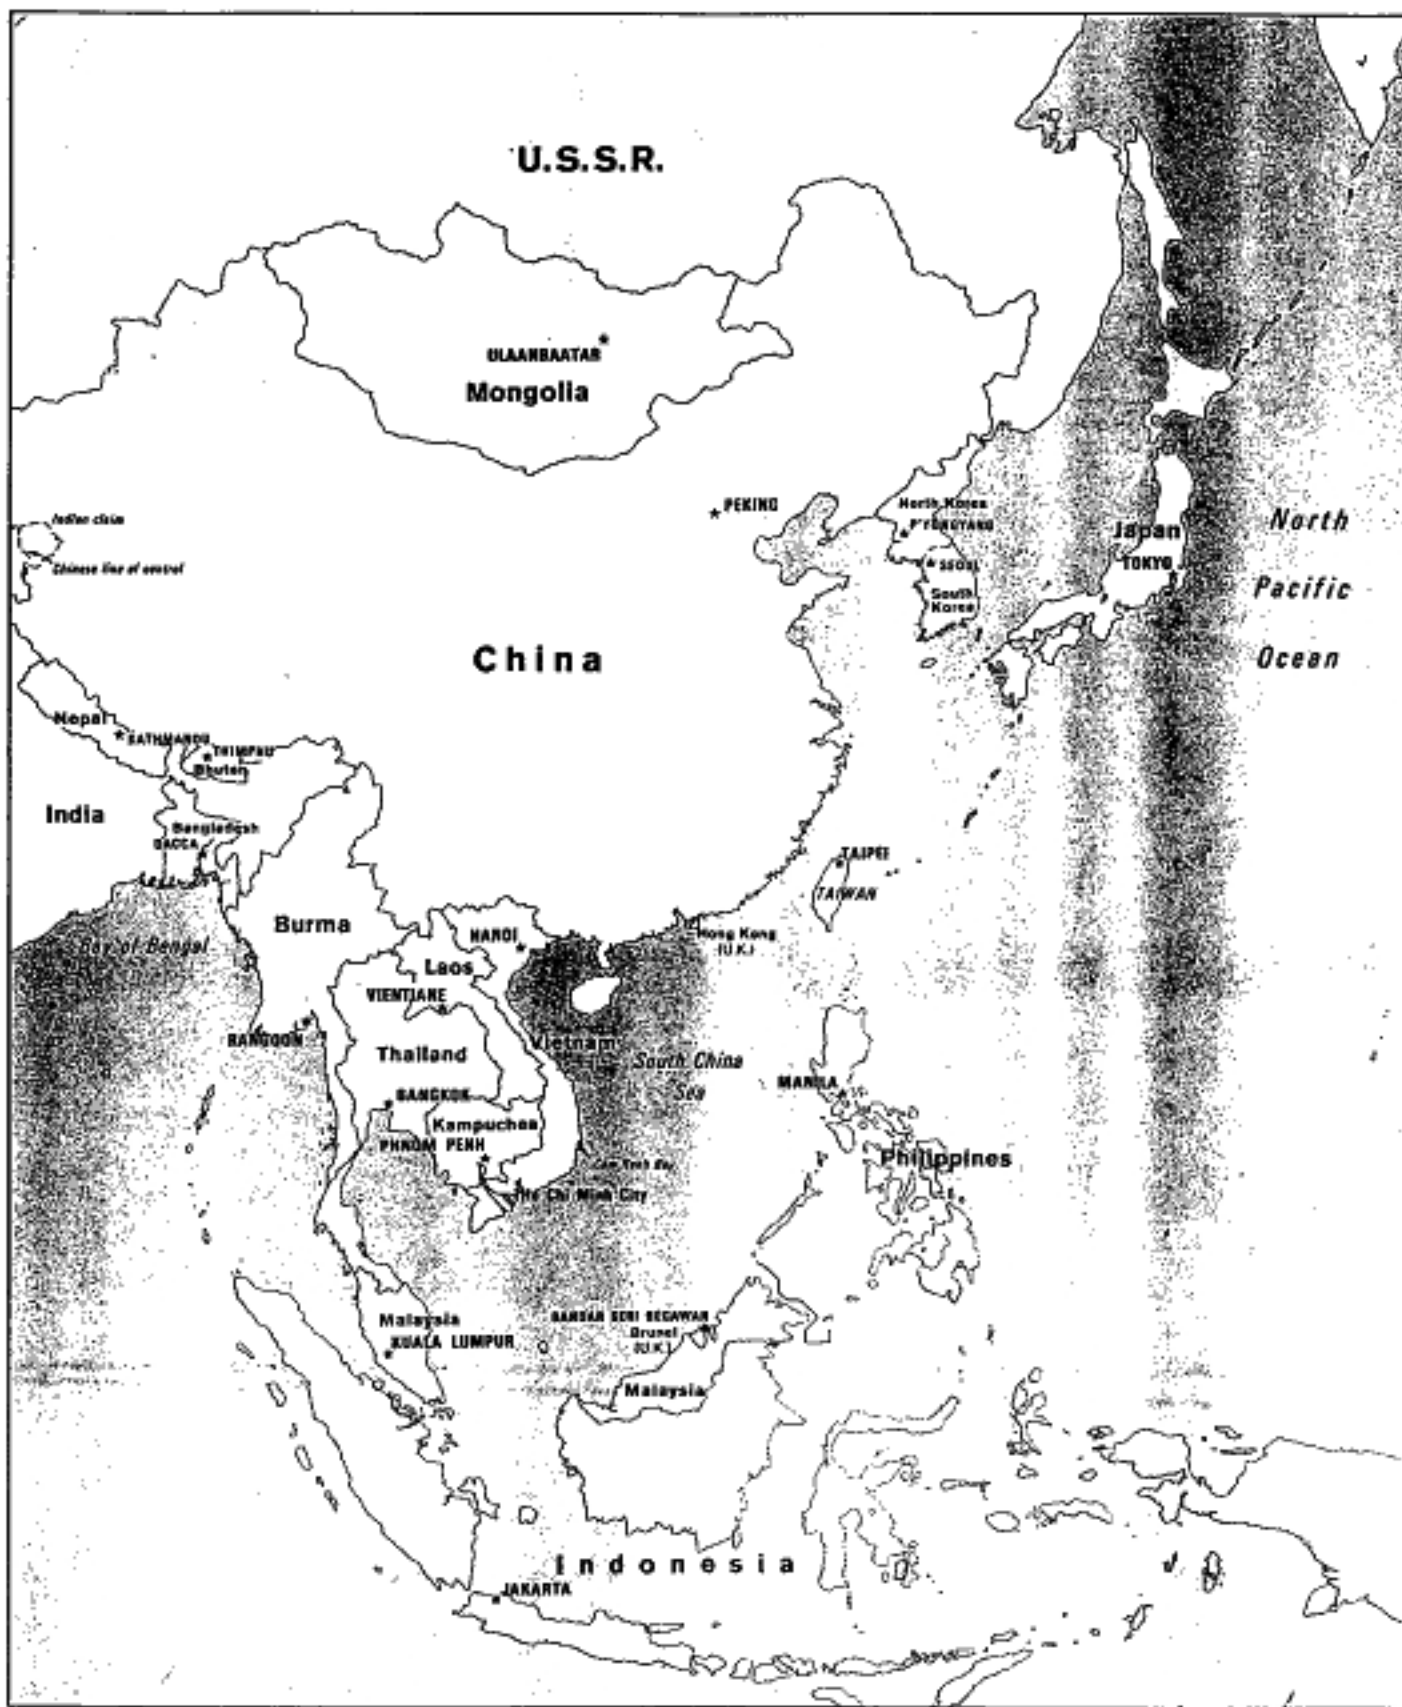 U.S.S.R.
ULAANBAATAR
Mongolia
PEKING
North Korea
P'YONGYANG
SEOUL
South
Korea
Japan
TOKYO
North
Pacific
Ocean
Indian claim
Chinese line of control
China
Nepal
KATHMANDU
THIMPHU
Bhutan
India
Bangladesh
DACCA
TAIPEI
TAIWAN
Burma
HANOI
Hong Kong
(U.K.)
Bay of Bengal
Laos
VIENTIANE
RANGOON
Vietnam
Thailand
South China
Sea
MANILA
BANGKOK
Kampuchea
PHNOM PENH
Philippines
Cam Ranh Bay
Ho Chi Minh City
Malaysia
KUALA LUMPUR
BANDAR SERI BEGAWAN
Brunei
(U.K.)
Malaysia
Indonesia
JAKARTA